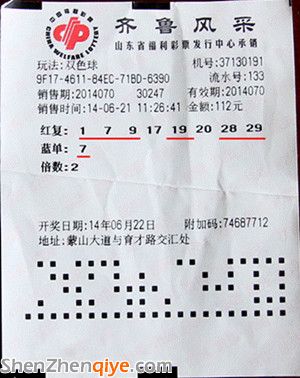 中国福利彩票
CHINA WELFARE LOTTERY
齐鲁风采
山东省福利彩票发行中心承销
玩法:双色球 机号:37130191
9F17-4611-84EC-71BD-6390 流水号:133
销售期:2014070 30247 有效期:2014070
销售时间:14-06-21 11:26:41 金额:112元
红复: 1 7 9 17 19 20 28 29
蓝单: 7
倍数:2
开奖日期:14年06月22日 附加码:74687712
地址:蒙山大道与育才路交汇处
ShenZhenqiye.com